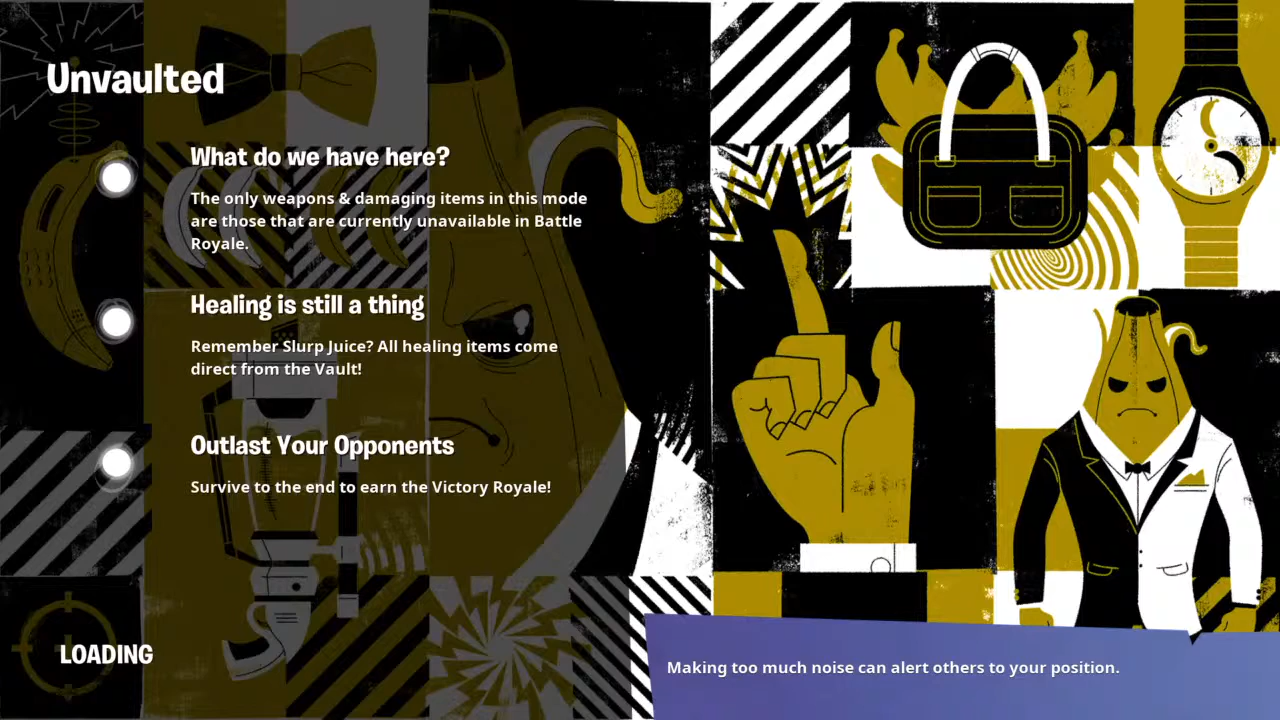 Unvaulted
What do we have here?
The only weapons & damaging items in this mode
are those that are currently unavailable in Battle
Royale.
Healing is still a thing
Remember Slurp Juice? All healing items come
direct from the Vault!
Outlast Your Opponents
Survive to the end to earn the Victory Royale!
LOADING
Making too much noise can alert others to your position.